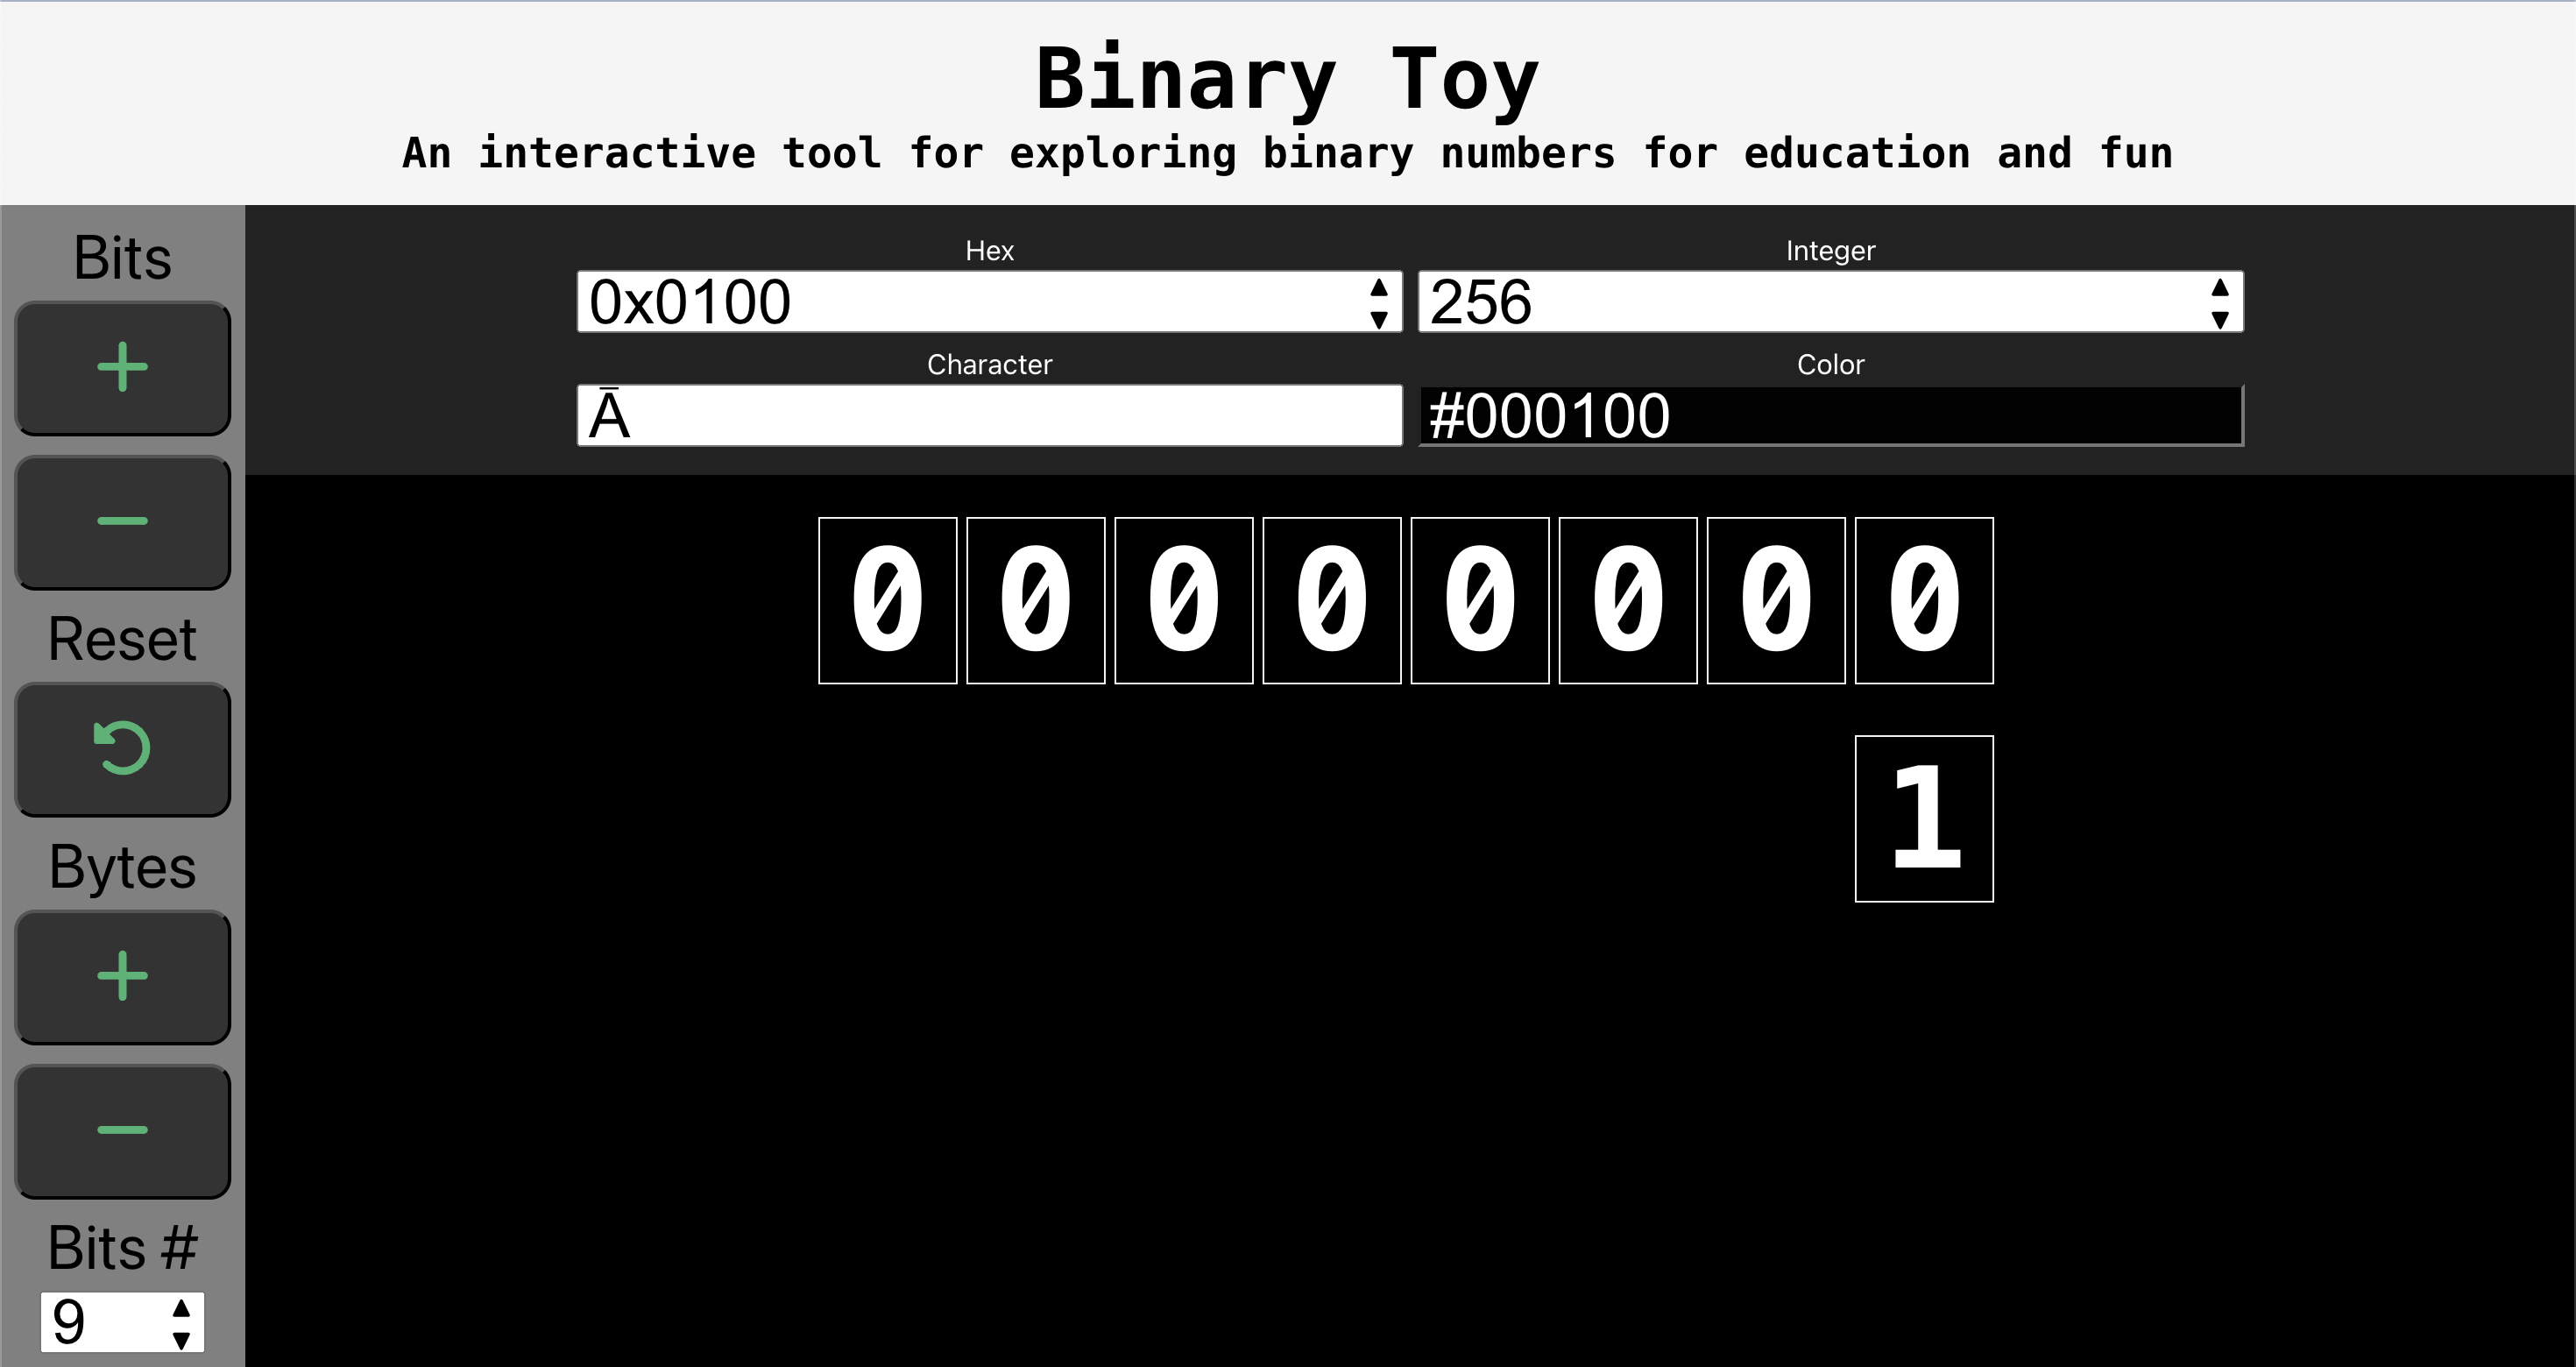 Binary Toy
An interactive tool for exploring binary numbers for education and fun
Bits
+
−
Reset
Bytes
+
−
Bits #
9
Hex
Integer
0x0100
256
Character
Color
Ā
#000100
0 0 0 0 0 0 0 0
1